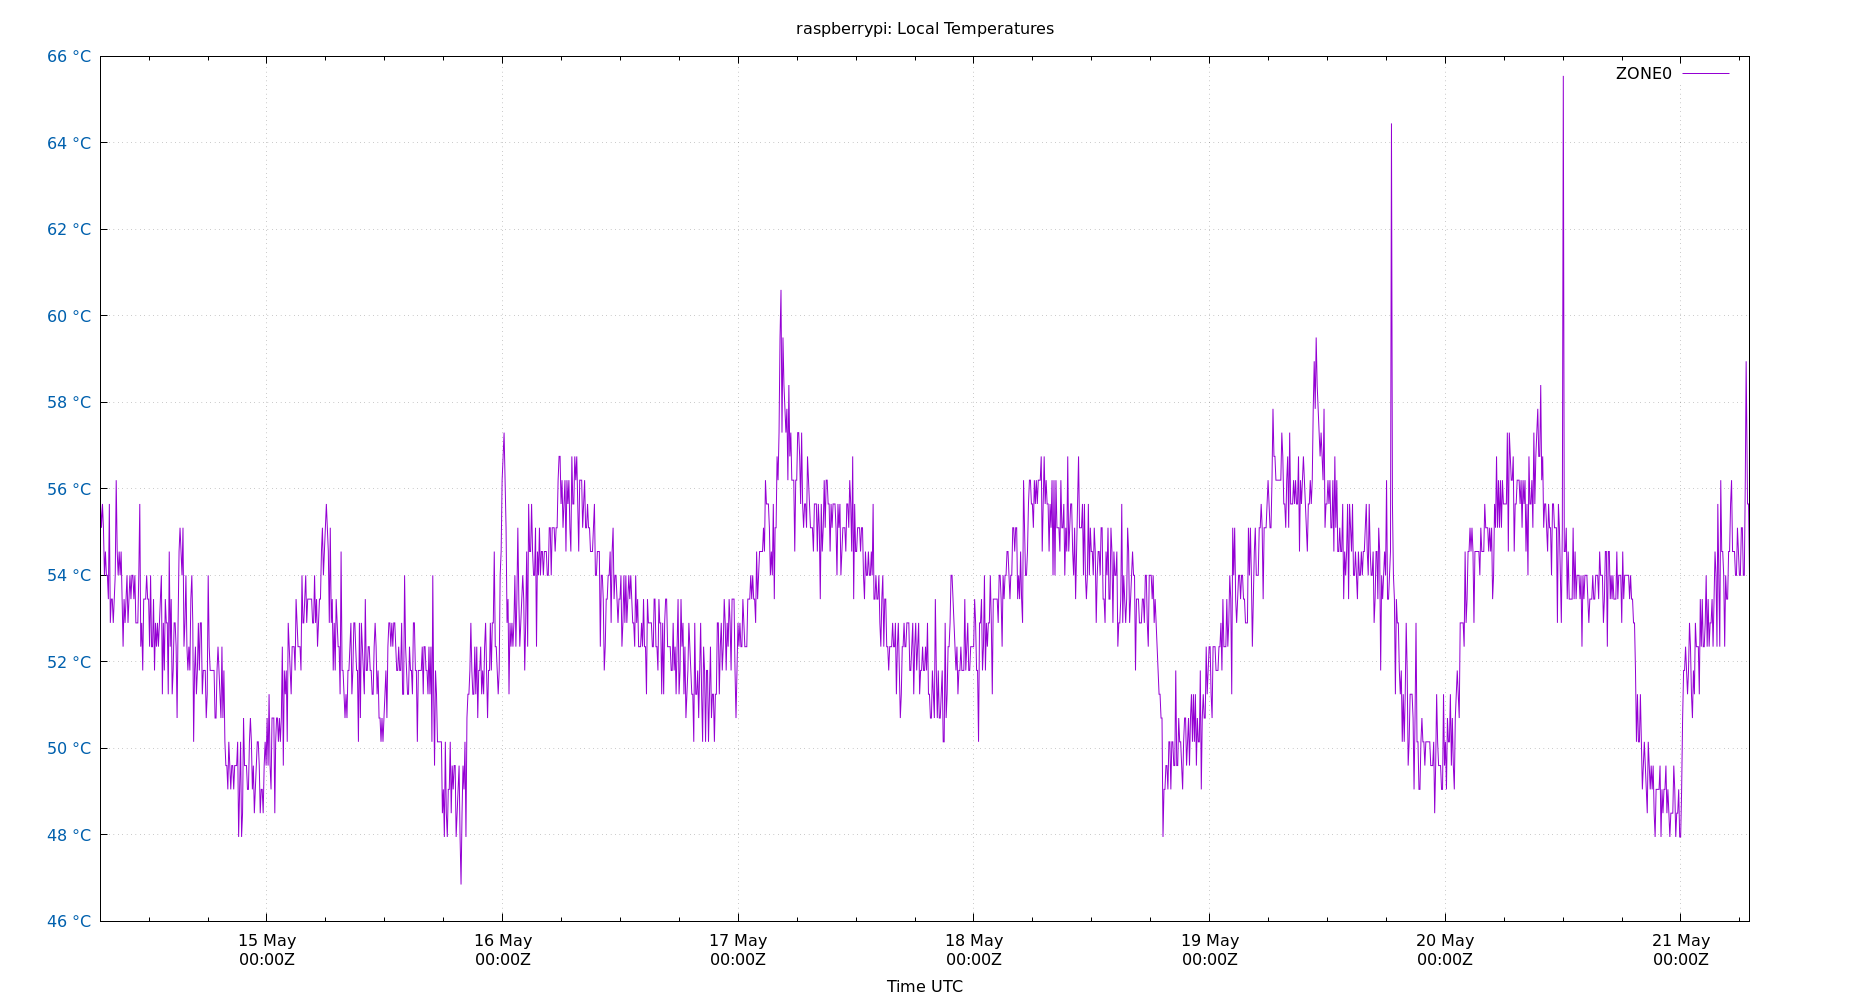 raspberrypi: Local Temperatures
66 °C
ZONE0
64 °C
62 °C
60 °C
58 °C
56 °C
54 °C
52 °C
50 °C
48 °C
46 °C
15 May 16 May 17 May 18 May 19 May 20 May 21 May
00:00Z 00:00Z 00:00Z 00:00Z 00:00Z 00:00Z 00:00Z
Time UTC